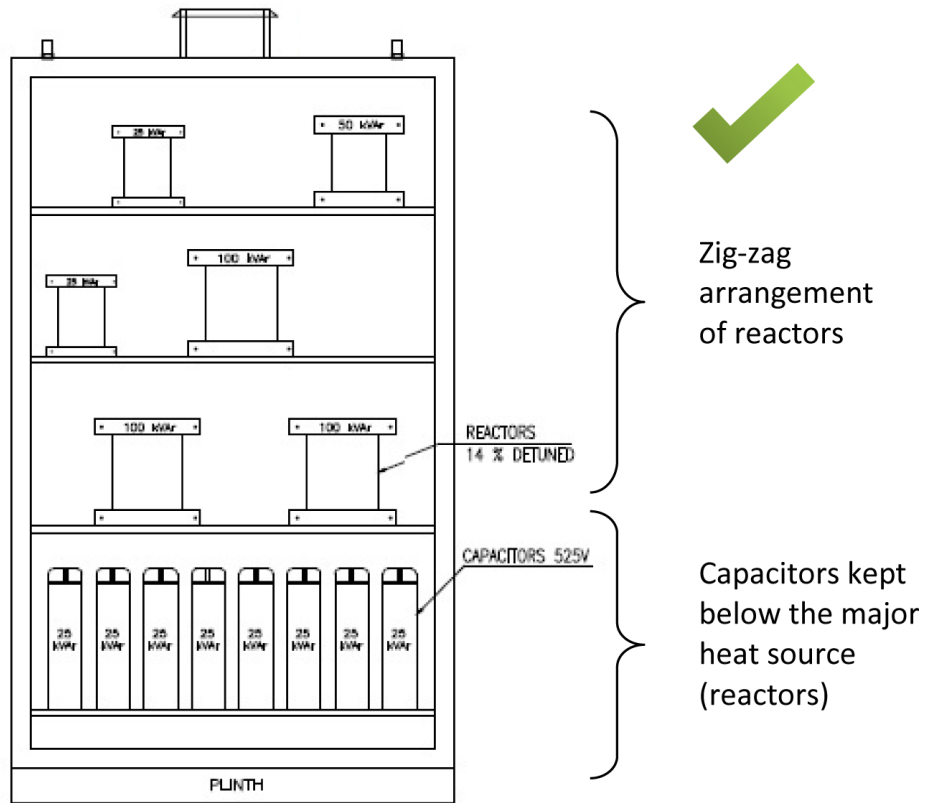 25 kVAr
50 kVAr
Zig-zag
arrangement
of reactors
25 kVAr
100 kVAr
100 kVAr
100 kVAr
REACTORS
14 % DETUNED
CAPACITORS 525V
25 kVAr
25 kVAr
25 kVAr
25 kVAr
25 kVAr
25 kVAr
25 kVAr
25 kVAr
Capacitors kept
below the major
heat source
(reactors)
PLINTH